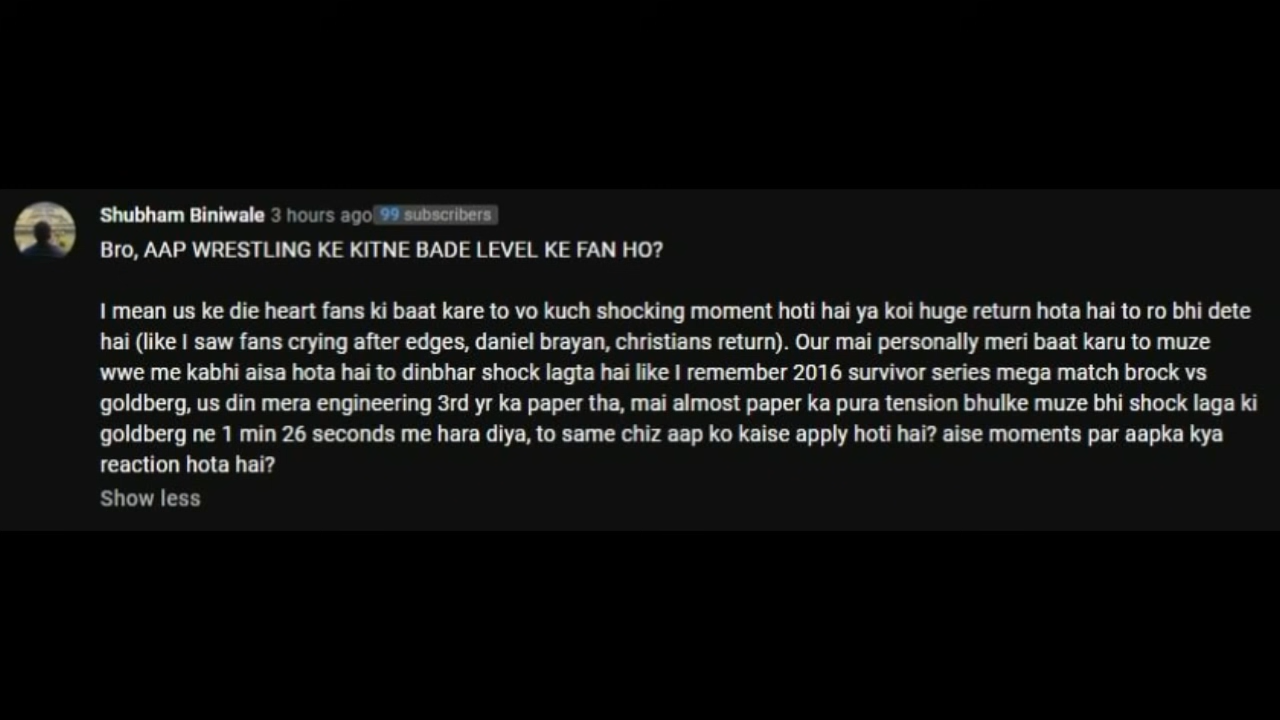 Shubham Biniwale 3 hours ago 99 subscribers
Bro, AAP WRESTLING KE KITNE BADE LEVEL KE FAN HO?
I mean us ke die heart fans ki baat kare to vo kuch shocking moment hoti hai ya koi huge return hota hai to ro bhi dete
hai (like I saw fans crying after edges, daniel brayan, christians return). Our mai personally meri baat karu to muze
wwe me kabhi aisa hota hai to dinbhar shock lagta hai like I remember 2016 survivor series mega match brock vs
goldberg, us din mera engineering 3rd yr ka paper tha, mai almost paper ka pura tension bhulke muze bhi shock laga ki
goldberg ne 1 min 26 seconds me hara diya, to same chiz aap ko kaise apply hoti hai? aise moments par aapka kya
reaction hota hai?
Show less